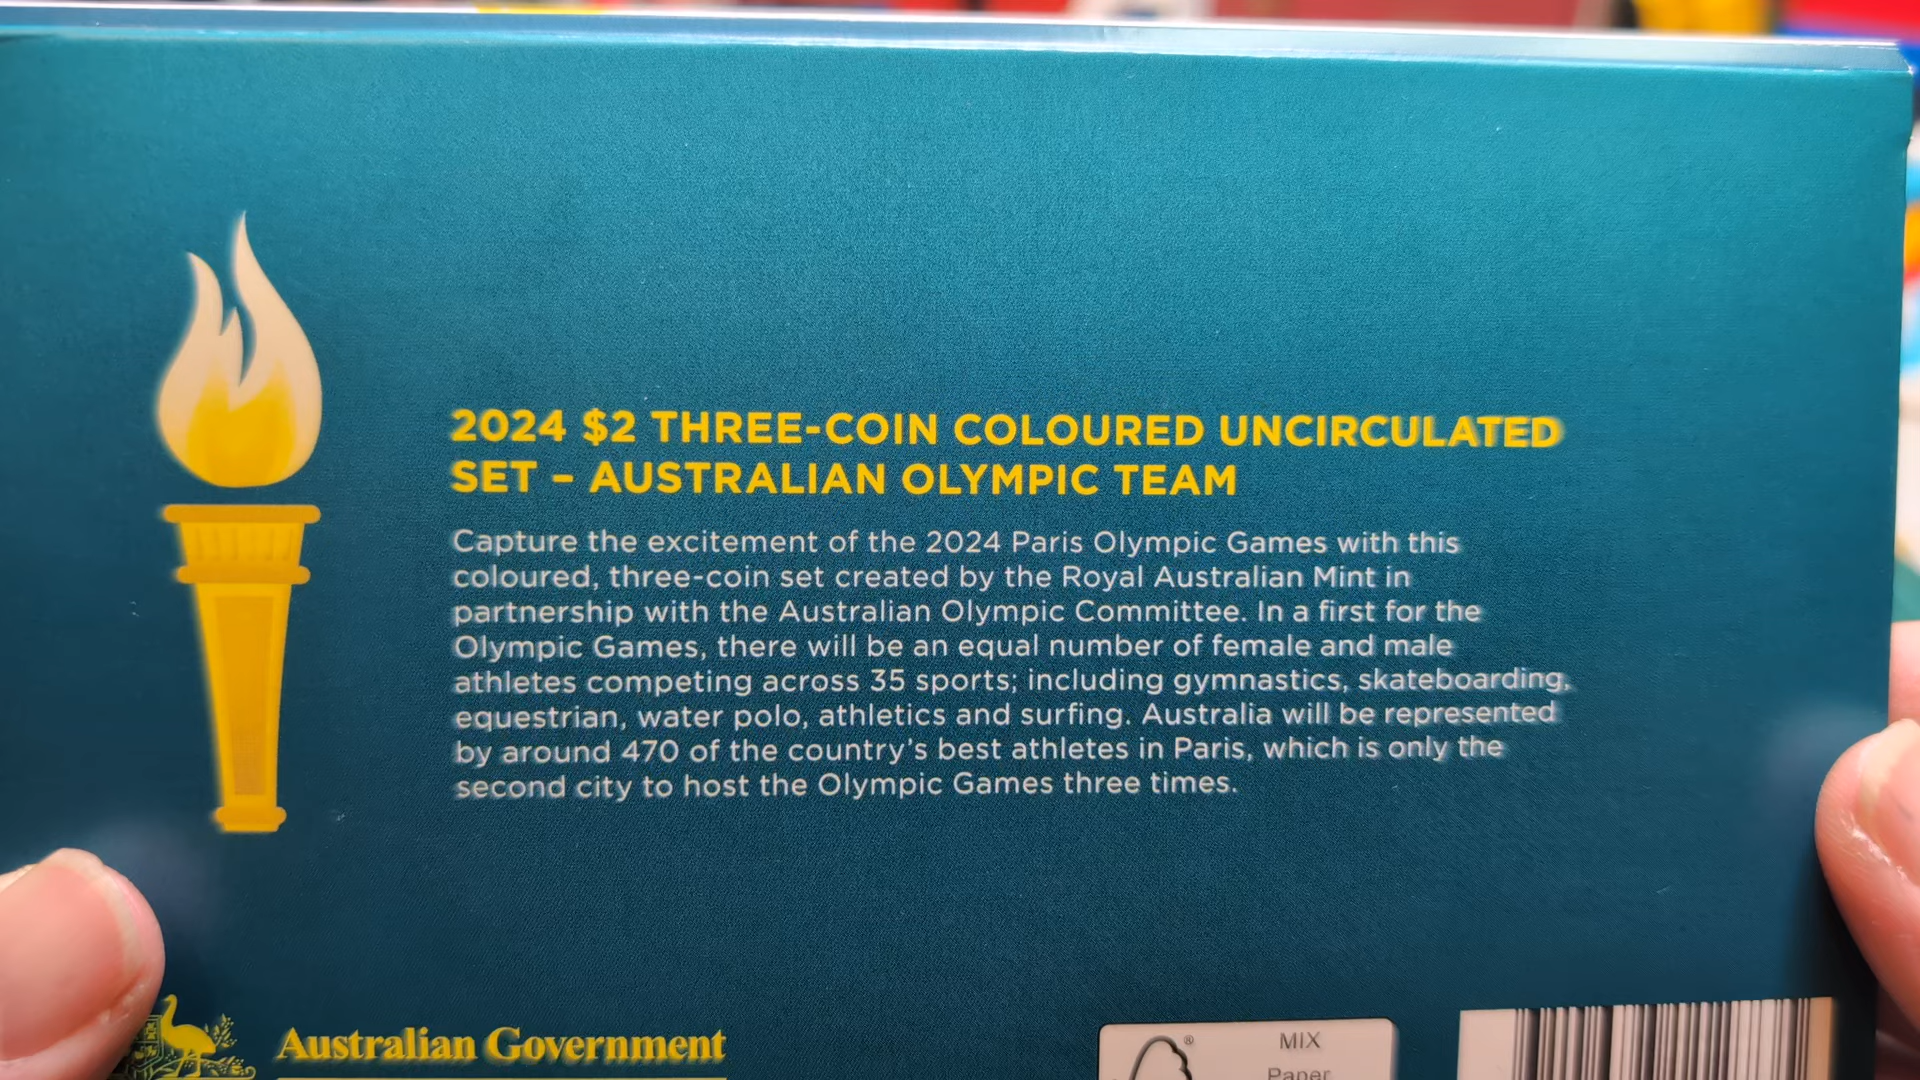 2024 $2 THREE-COIN COLOURED UNCIRCULATED
SET – AUSTRALIAN OLYMPIC TEAM
Capture the excitement of the 2024 Paris Olympic Games with this
coloured, three-coin set created by the Royal Australian Mint in
partnership with the Australian Olympic Committee. In a first for the
Olympic Games, there will be an equal number of female and male
athletes competing across 35 sports; including gymnastics, skateboarding,
equestrian, water polo, athletics and surfing. Australia will be represented
by around 470 of the country's best athletes in Paris, which is only the
second city to host the Olympic Games three times.
Australian Government
® MIX
Paper